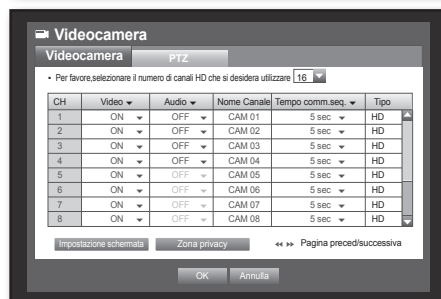 Videocamera
Videocamera PTZ
• Per favore,selezionare il numero di canali HD che si desidera utilizzare 16
CH Video Audio Nome Canale Tempo comm.seq. Tipo
1 ON OFF CAM 01 5 sec HD
2 ON OFF CAM 02 5 sec HD
3 ON OFF CAM 03 5 sec HD
4 ON OFF CAM 04 5 sec HD
5 ON OFF CAM 05 5 sec HD
6 ON OFF CAM 06 5 sec HD
7 ON OFF CAM 07 5 sec HD
8 ON OFF CAM 08 5 sec HD
Impostazione schermata Zona privacy Pagina preced/successiva
OK Annulla